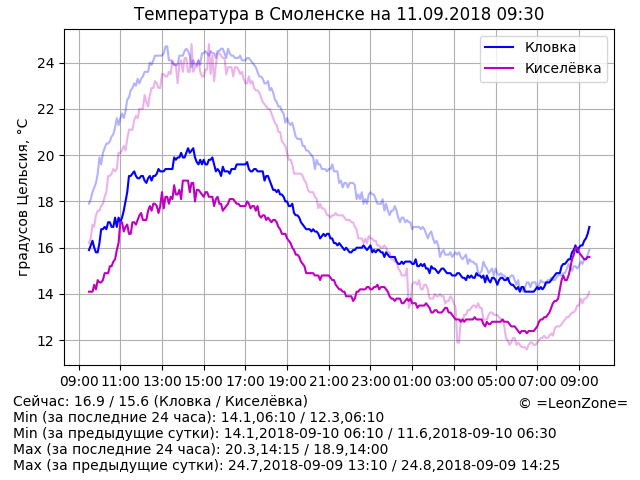 Температура в Смоленске на 11.09.2018 09:30
Кловка
Киселёвка
градусов Цельсия, °C
24
22
20
18
16
14
12
09:00 11:00 13:00 15:00 17:00 19:00 21:00 23:00 01:00 03:00 05:00 07:00 09:00
Сейчас: 16.9 / 15.6 (Кловка / Киселёвка)
© =LeonZone=
Min (за последние 24 часа): 14.1,06:10 / 12.3,06:10
Min (за предыдущие сутки): 14.1,2018-09-10 06:10 / 11.6,2018-09-10 06:30
Max (за последние 24 часа): 20.3,14:15 / 18.9,14:00
Max (за предыдущие сутки): 24.7,2018-09-09 13:10 / 24.8,2018-09-09 14:25